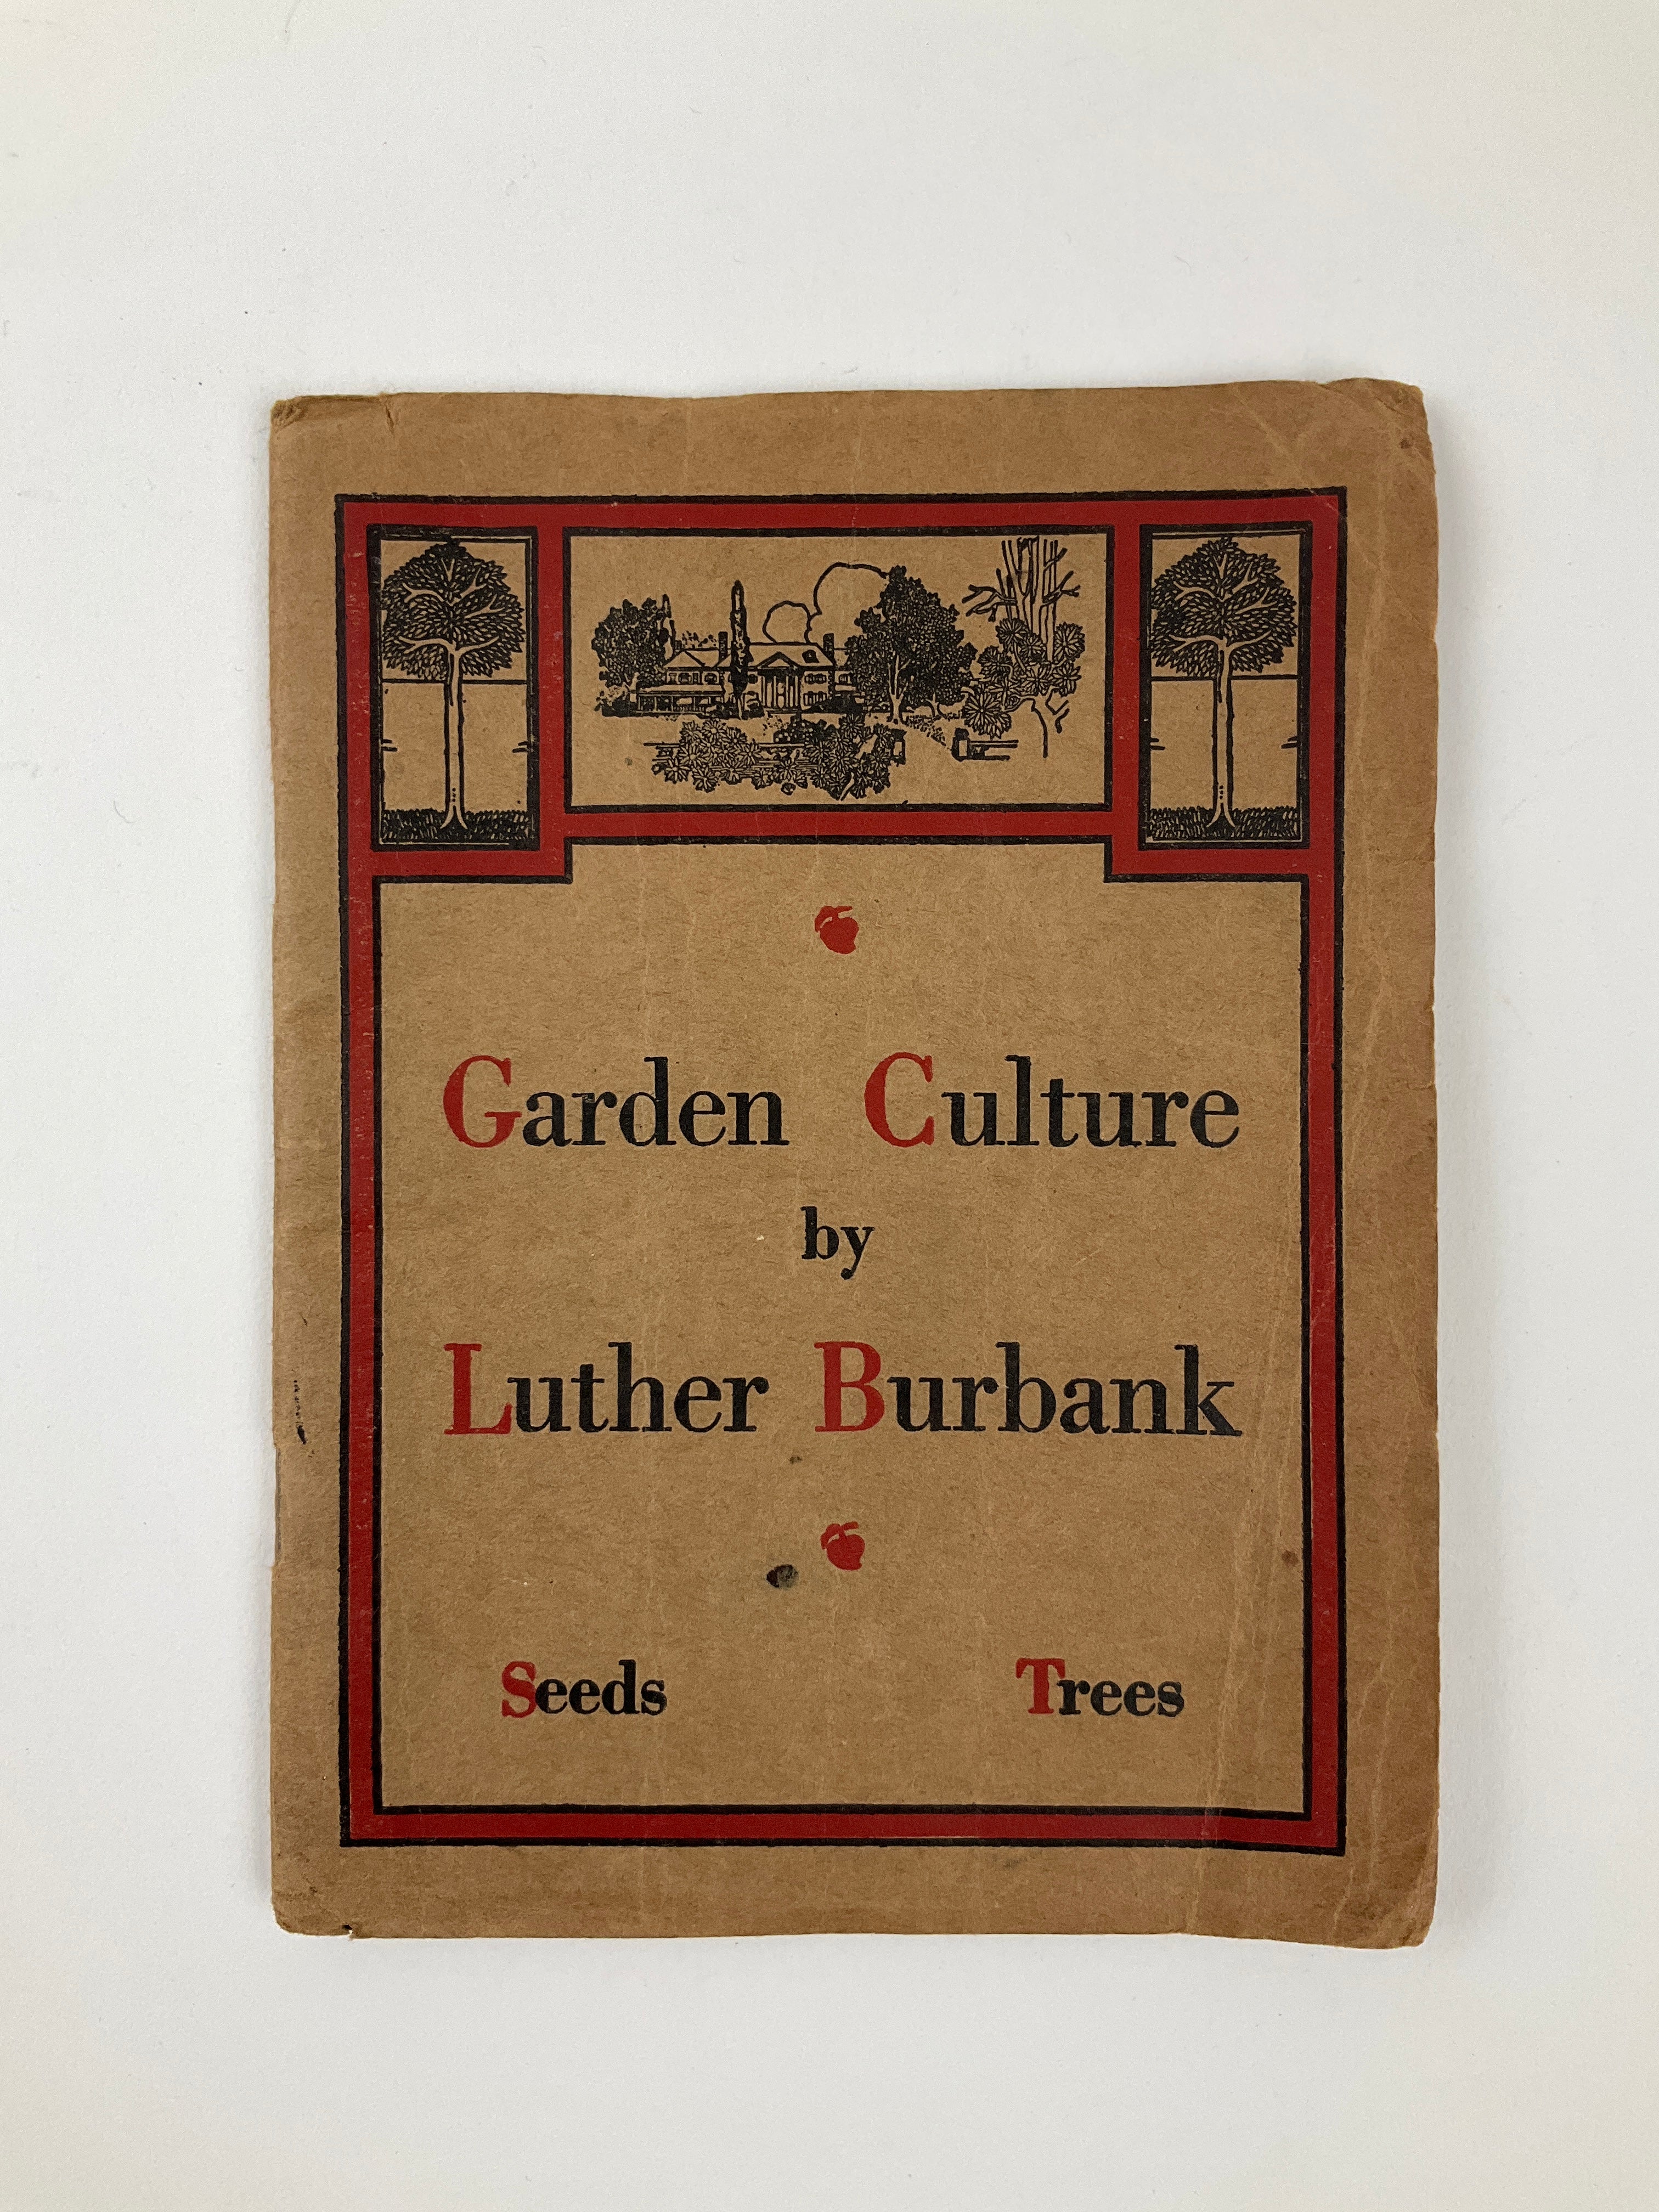 Garden Culture
by
Luther Burbank
Seeds Trees